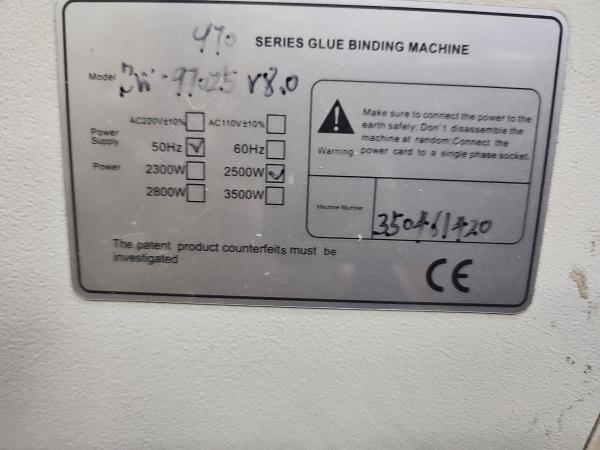 470 SERIES GLUE BINDING MACHINE
Model V8.0
Power Supply
AC220V±10% AC110V±10%
50Hz 60Hz
Power 2300W 2500W
2800W 3500W
Warning
Make sure to connect the power to the
earth safely; Don't disassemble the
machine at random;Connect the
power card to a single phase socket.
Machine Number
The patent product counterfeits must be
investigated
CE